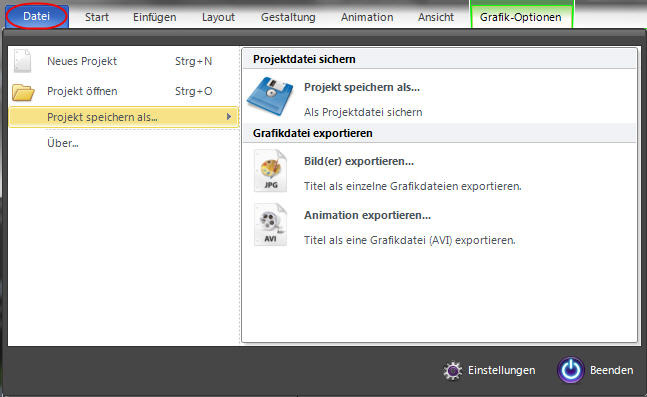 Datei Start Einfügen Layout Gestaltung Animation Ansicht Grafik-Optionen
Neues Projekt Strg+N
Projekt öffnen Strg+O
Projekt speichern als...
Über...
Projektdatei sichern
Projekt speichern als...
Als Projektdatei sichern
Grafikdatei exportieren
JPG
Bild(er) exportieren...
Titel als einzelne Grafikdateien exportieren.
AVI
Animation exportieren...
Titel als eine Grafikdatei (AVI) exportieren.
Einstellungen Beenden